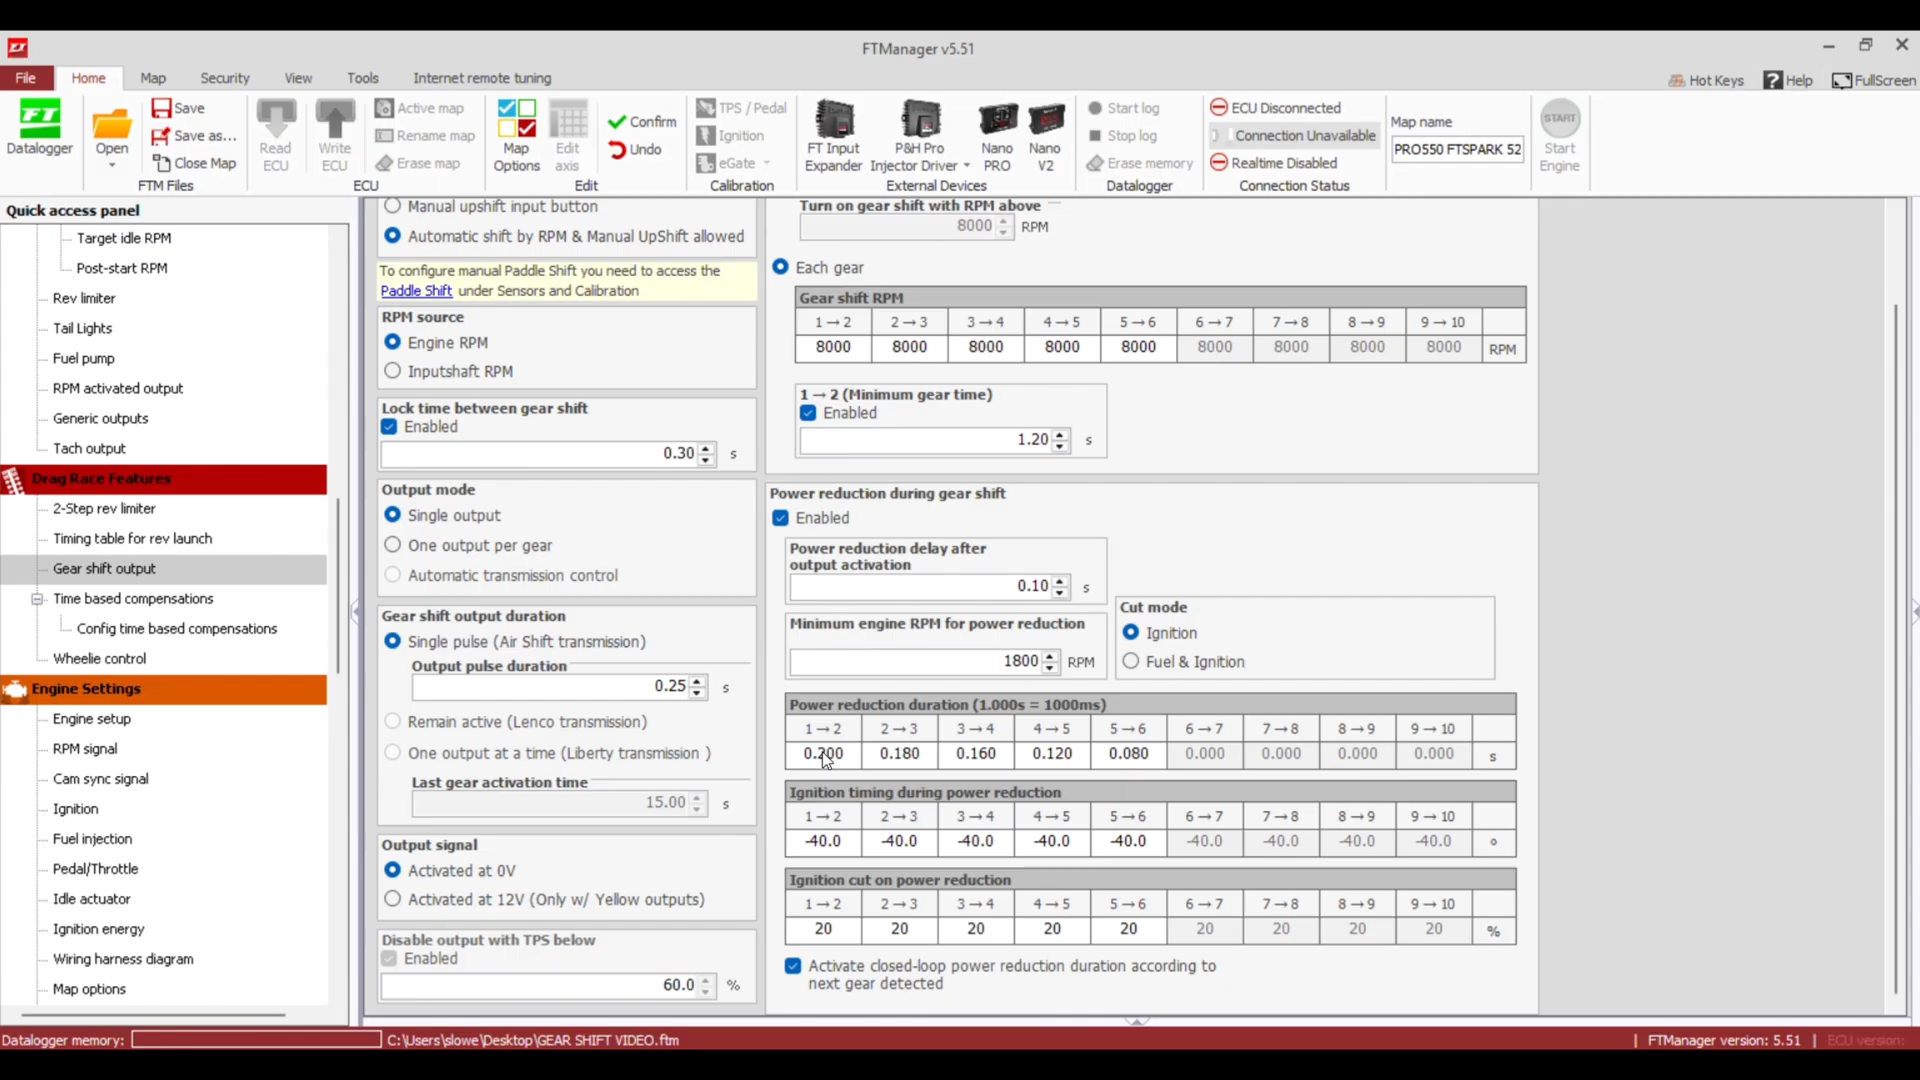 FTManager v5.51
File Home Map Security View Tools Internet remote tuning
Hot Keys Help FullScreen
FT Datalogger
Open
Save
Save as...
Close Map
FTM Files
Read ECU
Write ECU
Active map
Rename map
Erase map
ECU
Map Options
Edit axis
Confirm
Undo
Edit
TPS / Pedal
Ignition
eGate
Calibration
FT Input Expander
P&H Pro Injector Driver
Nano PRO
Nano V2
External Devices
Start log
Stop log
Erase memory
Datalogger
ECU Disconnected
Connection Unavailable
Realtime Disabled
Connection Status
Map name
PRO550 FTSPARK 52
START
Start Engine
Quick access panel
Target idle RPM
Post-start RPM
Rev limiter
Tail Lights
Fuel pump
RPM activated output
Generic outputs
Tach output
Drag Race Features
2-Step rev limiter
Timing table for rev launch
Gear shift output
Time based compensations
Config time based compensations
Wheelie control
Engine Settings
Engine setup
RPM signal
Cam sync signal
Ignition
Fuel injection
Pedal/Throttle
Idle actuator
Ignition energy
Wiring harness diagram
Map options
Manual upshift input button
Automatic shift by RPM & Manual UpShift allowed
To configure manual Paddle Shift you need to access the
Paddle Shift under Sensors and Calibration
RPM source
Engine RPM
Inputshaft RPM
Lock time between gear shift
Enabled
0.30 s
Output mode
Single output
One output per gear
Automatic transmission control
Gear shift output duration
Single pulse (Air Shift transmission)
Output pulse duration
0.25 s
Remain active (Lenco transmission)
One output at a time (Liberty transmission )
Last gear activation time
15.00 s
Output signal
Activated at 0V
Activated at 12V (Only w/ Yellow outputs)
Disable output with TPS below
Enabled
60.0 %
Turn on gear shift with RPM above
8000 RPM
Each gear
Gear shift RPM
1→2 2→3 3→4 4→5 5→6 6→7 7→8 8→9 9→10
8000 8000 8000 8000 8000 8000 8000 8000 8000 RPM
1→2 (Minimum gear time)
Enabled
1.20 s
Power reduction during gear shift
Enabled
Power reduction delay after
output activation
0.10 s
Minimum engine RPM for power reduction
1800 RPM
Cut mode
Ignition
Fuel & Ignition
Power reduction duration (1.000s = 1000ms)
1→2 2→3 3→4 4→5 5→6 6→7 7→8 8→9 9→10
0.200 0.180 0.160 0.120 0.080 0.000 0.000 0.000 0.000 s
Ignition timing during power reduction
1→2 2→3 3→4 4→5 5→6 6→7 7→8 8→9 9→10
-40.0 -40.0 -40.0 -40.0 -40.0 -40.0 -40.0 -40.0 -40.0 °
Ignition cut on power reduction
1→2 2→3 3→4 4→5 5→6 6→7 7→8 8→9 9→10
20 20 20 20 20 20 20 20 20 %
Activate closed-loop power reduction duration according to
next gear detected
Datalogger memory: C:\Users\slowe\Desktop\GEAR SHIFT VIDEO.ftm | FTManager version: 5.51 | ECU version: